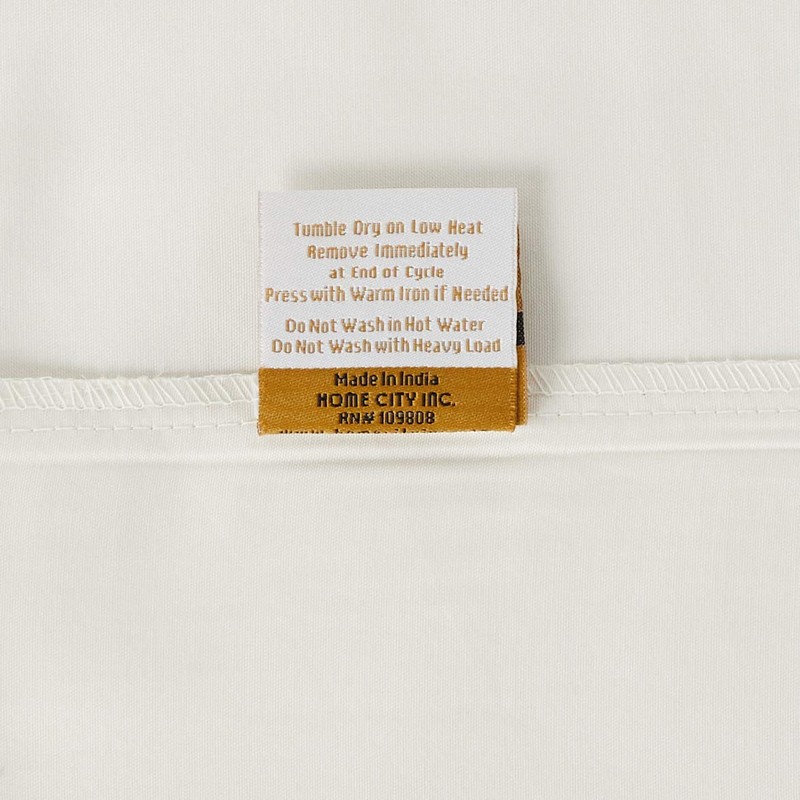 Tumble Dry on Low Heat
Remove Immediately
at End of Cycle
Press with Warm Iron if Needed
Do Not Wash in Hot Water
Do Not Wash with Heavy Load
Made In India
HOME CITY INC.
RN# 109808